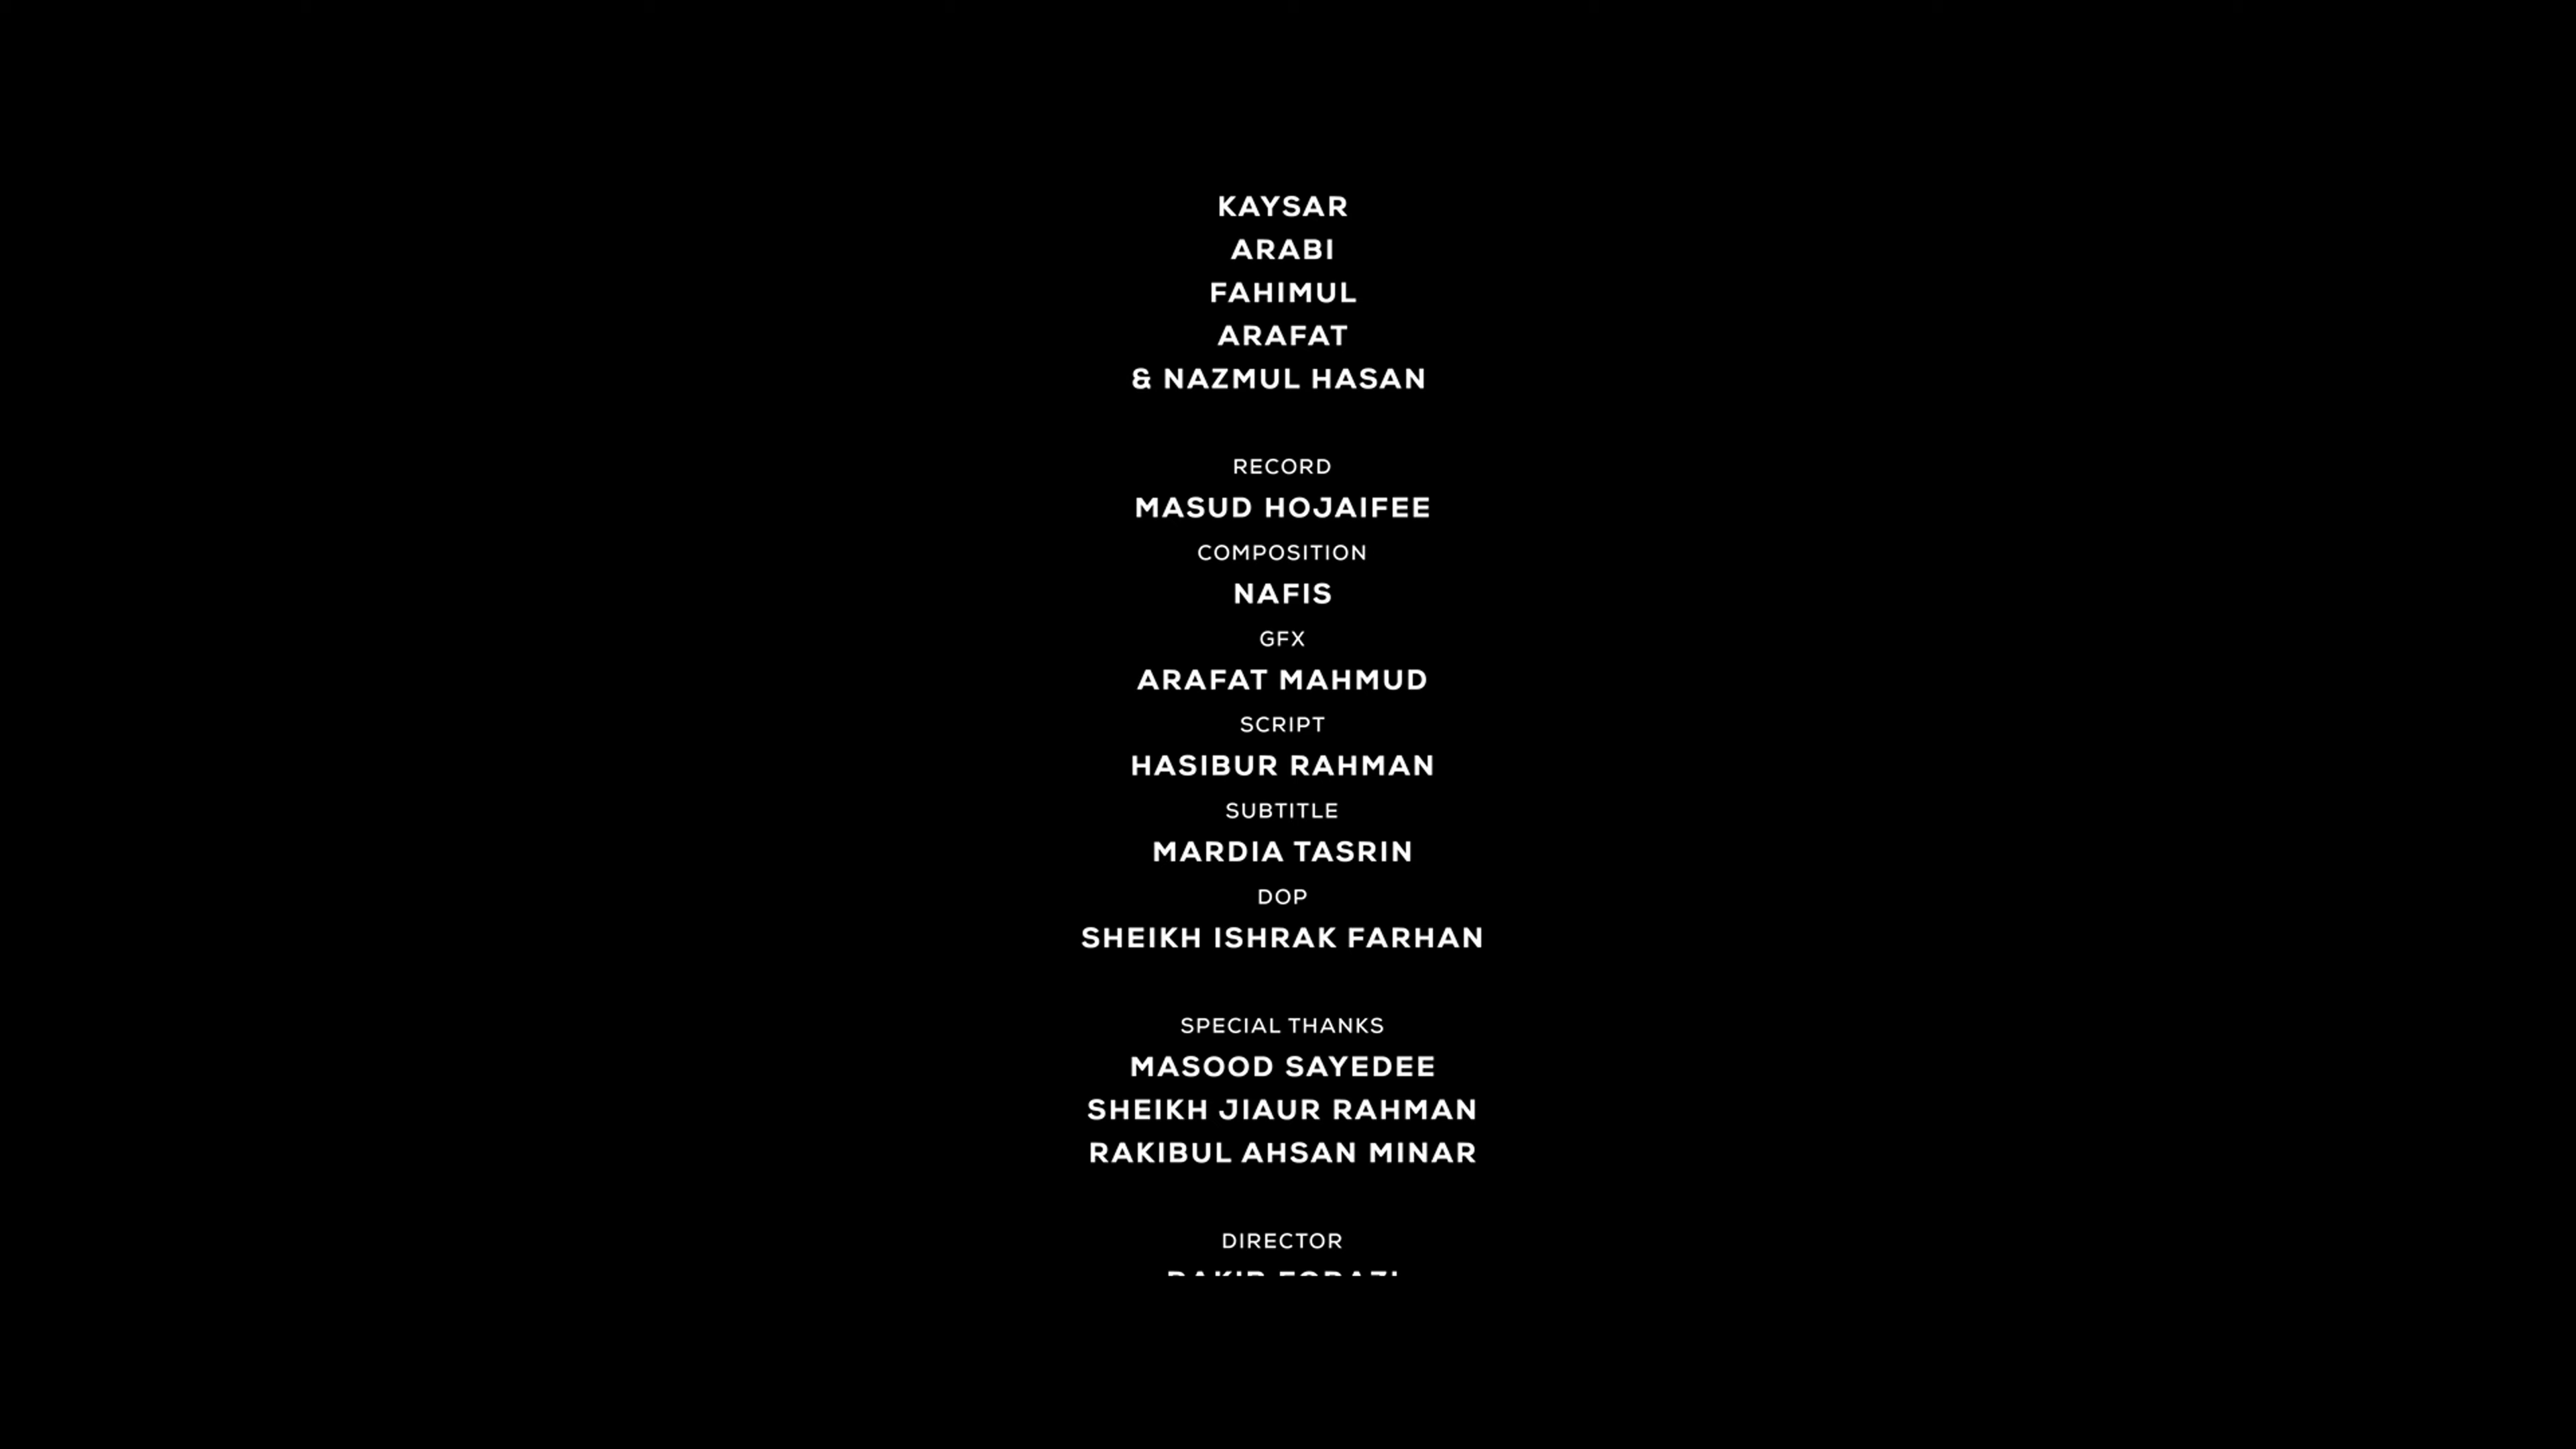 KAYSAR
ARABI
FAHIMUL
ARAFAT
& NAZMUL HASAN
RECORD
MASUD HOJAIFEE
COMPOSITION
NAFIS
GFX
ARAFAT MAHMUD
SCRIPT
HASIBUR RAHMAN
SUBTITLE
MARDIA TASRIN
DOP
SHEIKH ISHRAK FARHAN
SPECIAL THANKS
MASOOD SAYEDEE
SHEIKH JIAUR RAHMAN
RAKIBUL AHSAN MINAR
DIRECTOR